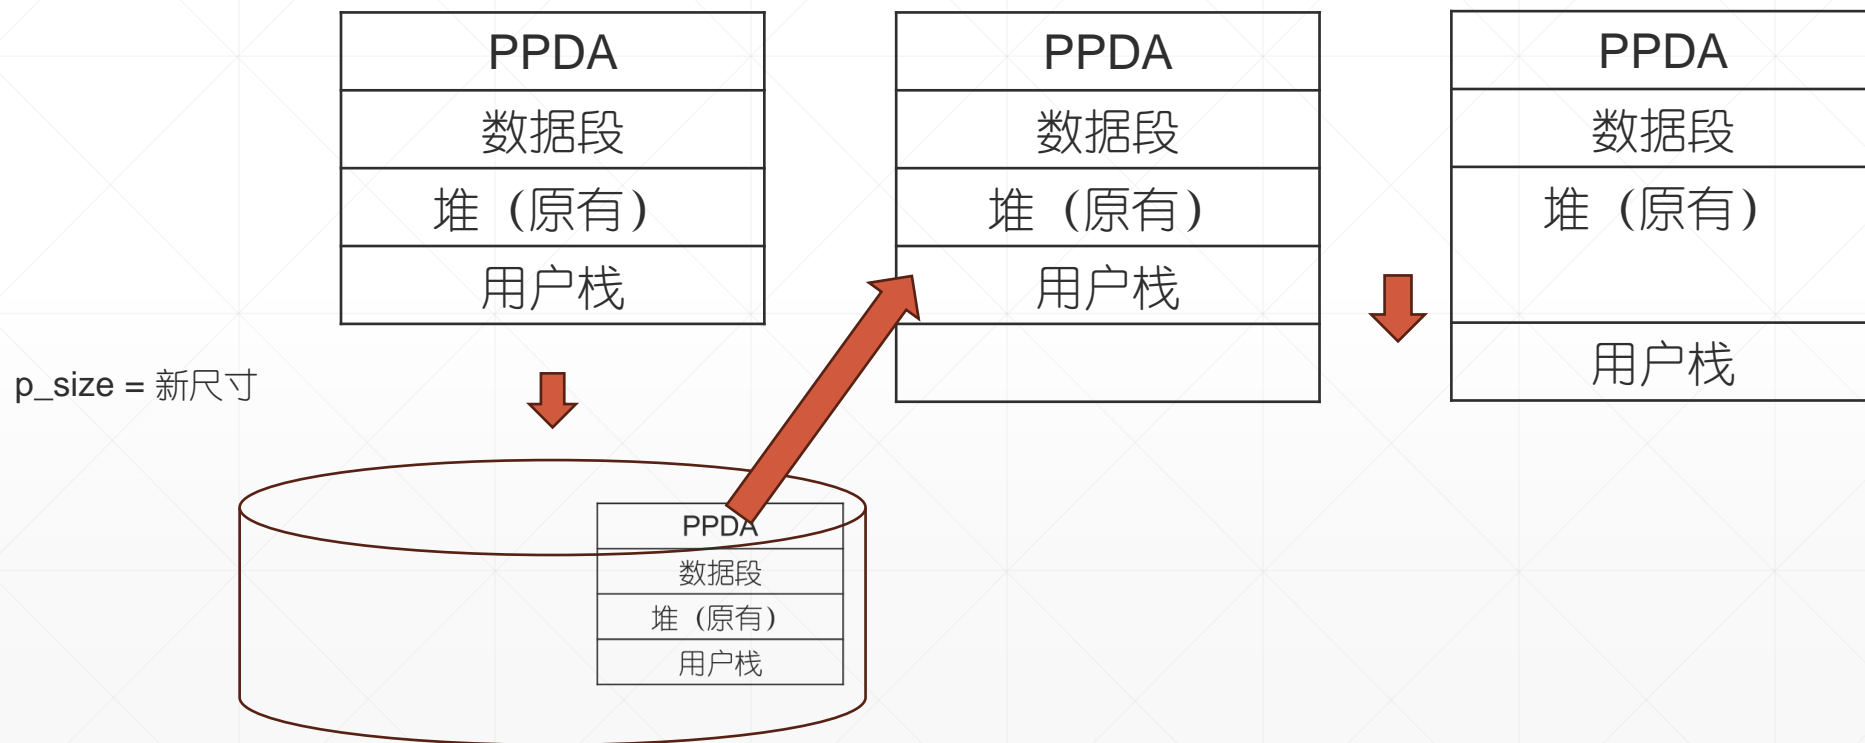 PPDA
数据段
堆（原有）
用户栈
PPDA
数据段
堆（原有）
用户栈
PPDA
数据段
堆（原有）
用户栈
p_size = 新尺寸
PPDA
数据段
堆（原有）
用户栈